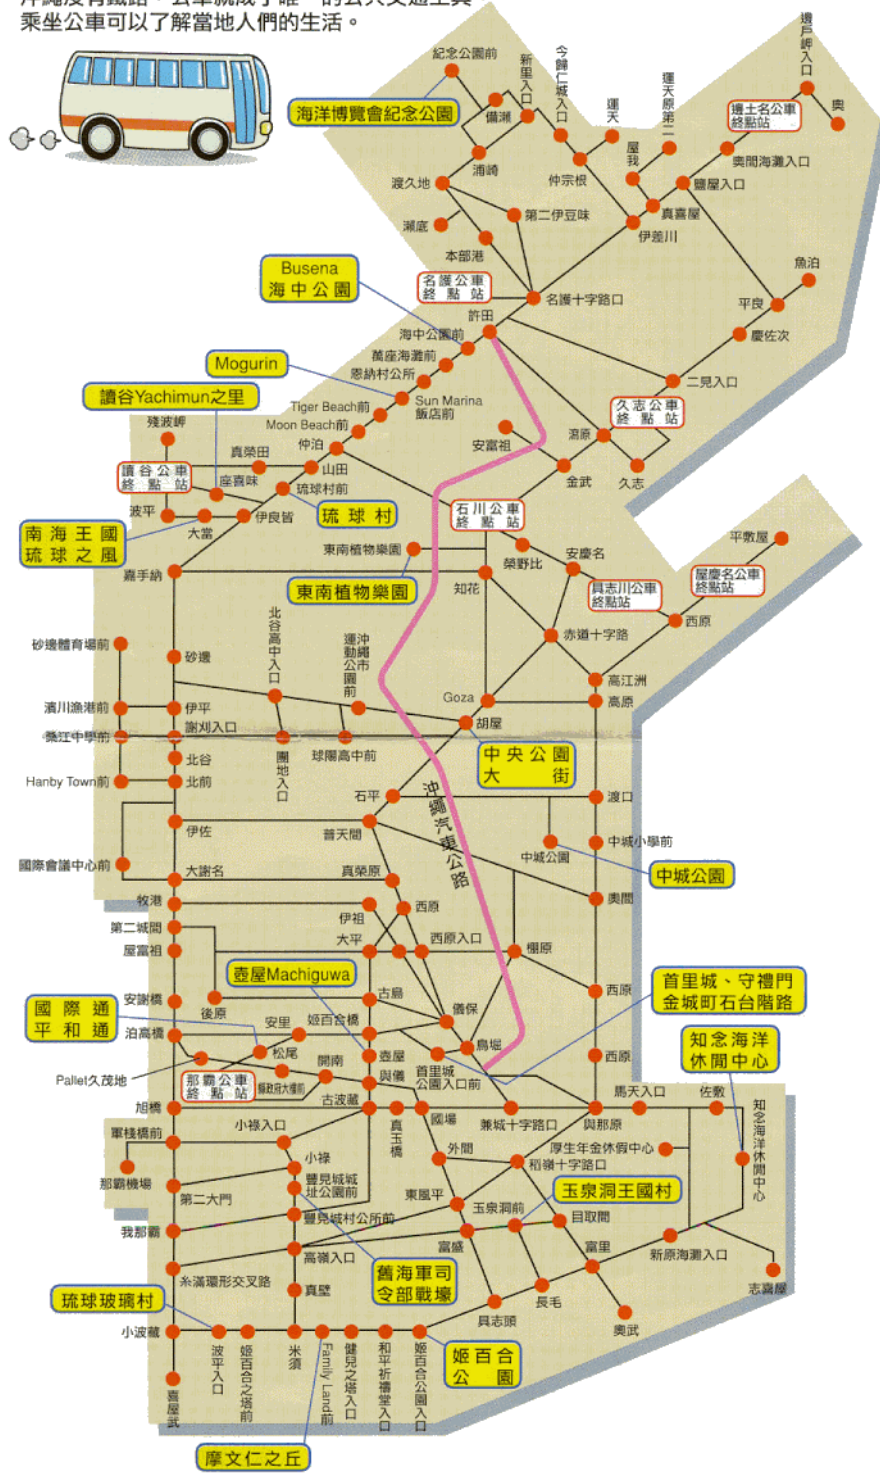 乘坐公車可以了解當地人們的生活。
紀念公園前
海洋博覽會紀念公園
備瀨
新里入口
今歸仁城入口
運天
運天原第二
邊戶岬入口
奧
邊土名公車
終點站
奧間海灘入口
浦崎
仲宗根
屋我
鹽屋入口
真喜屋
渡久地
瀨底
第二伊豆味
伊差川
本部港
Busena
海中公園
名護公車
終點站
名護十字路口
魚泊
平良
慶佐次
許田
海中公園前
萬座海灘前
恩納村公所
Mogurin
二見入口
讀谷Yachimun之里
Tiger Beach前
Moon Beach前
Sun Marina
飯店前
久志公車
終點站
殘波岬
仲泊
安富祖
潟原
真榮田
山田
讀谷公車
終點站
座喜味
琉球村前
金武
久志
波平
大當
伊良皆
琉球村
石川公車
終點站
南海王國
琉球之風
東南植物樂園
東南植物樂園
榮野比
安慶名
平敷屋
嘉手納
知花
具志川公車
終點站
屋慶名公車
終點站
西原
赤道十字路
砂邊體育場前
砂邊
北谷高中入口
沖繩市
運動公園前
高江洲
高原
Goza
胡屋
濱川漁港前
伊平
謝刈入口
桑江中學前
北谷
團地入口
球陽高中前
中央公園
大街
Hanby Town前
北前
石平
沖繩汽車公路
渡口
伊佐
普天間
中城公園
中城小學前
中城公園
國際會議中心前
大謝名
真榮原
奧間
牧港
伊祖
西原
第二城間
大平
西原入口
棚原
屋富祖
壺屋Machiguwa
西原
首里城、守禮門
金城町石台階路
國際通
平和通
安謝橋
後原
古島
儀保
安里
姬百合橋
泊高橋
松尾
壺屋
鳥堀
首里城
公園入口前
西原
知念海洋
休閒中心
Pallet久茂地
那霸公車
終點站
縣政府大樓前
開南
與儀
旭橋
古波藏
真玉橋
國場
兼城十字路口
與那原
馬天入口
佐敷
知念海洋休閒中心
軍棧橋前
小祿入口
外間
厚生年金休假中心
稻嶺十字路口
那霸機場
小祿
豐見城城
址公園前
第二大門
東風平
玉泉洞前
玉泉洞王國村
我那霸
豐見城村公所前
目取間
富盛
高嶺入口
富里
新原海灘入口
志喜屋
糸滿環形交叉路
舊海軍司
令部戰壕
真壁
琉球玻璃村
具志頭
長毛
奧武
小波藏
波平入口
姬百合之塔前
米須
Family Land前
健兒之塔入口
和平祈禱堂入口
姬百合公園入口
姬百合
公園
喜屋武
摩文仁之丘